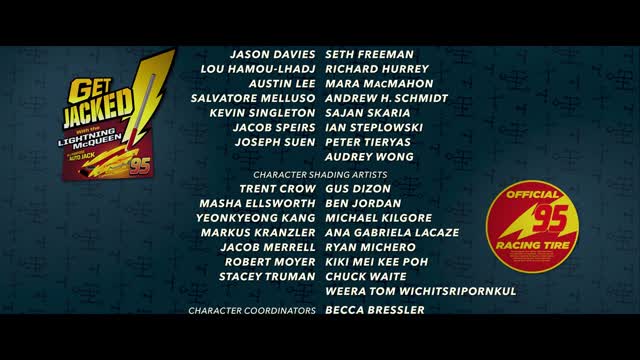 GET
JACKED!
With the
LIGHTNING
McQUEEN
AUTO JACK
95
JASON DAVIES SETH FREEMAN
LOU HAMOU-LHADJ RICHARD HURREY
AUSTIN LEE MARA MACMAHON
SALVATORE MELLUSO ANDREW H. SCHMIDT
KEVIN SINGLETON SAJAN SKARIA
JACOB SPEIRS IAN STEPLOWSKI
JOSEPH SUEN PETER TIERYAS
AUDREY WONG
CHARACTER SHADING ARTISTS
TRENT CROW GUS DIZON
MASHA ELLSWORTH BEN JORDAN
YEONKYEONG KANG MICHAEL KILGORE
MARKUS KRANZLER ANA GABRIELA LACAZE
JACOB MERRELL RYAN MICHERO
ROBERT MOYER KIKI MEI KEE POH
STACEY TRUMAN CHUCK WAITE
WEERA TOM WICHITSRIPORNKUL
CHARACTER COORDINATORS BECCA BRESSLER
OFFICIAL
95
RACING TIRE